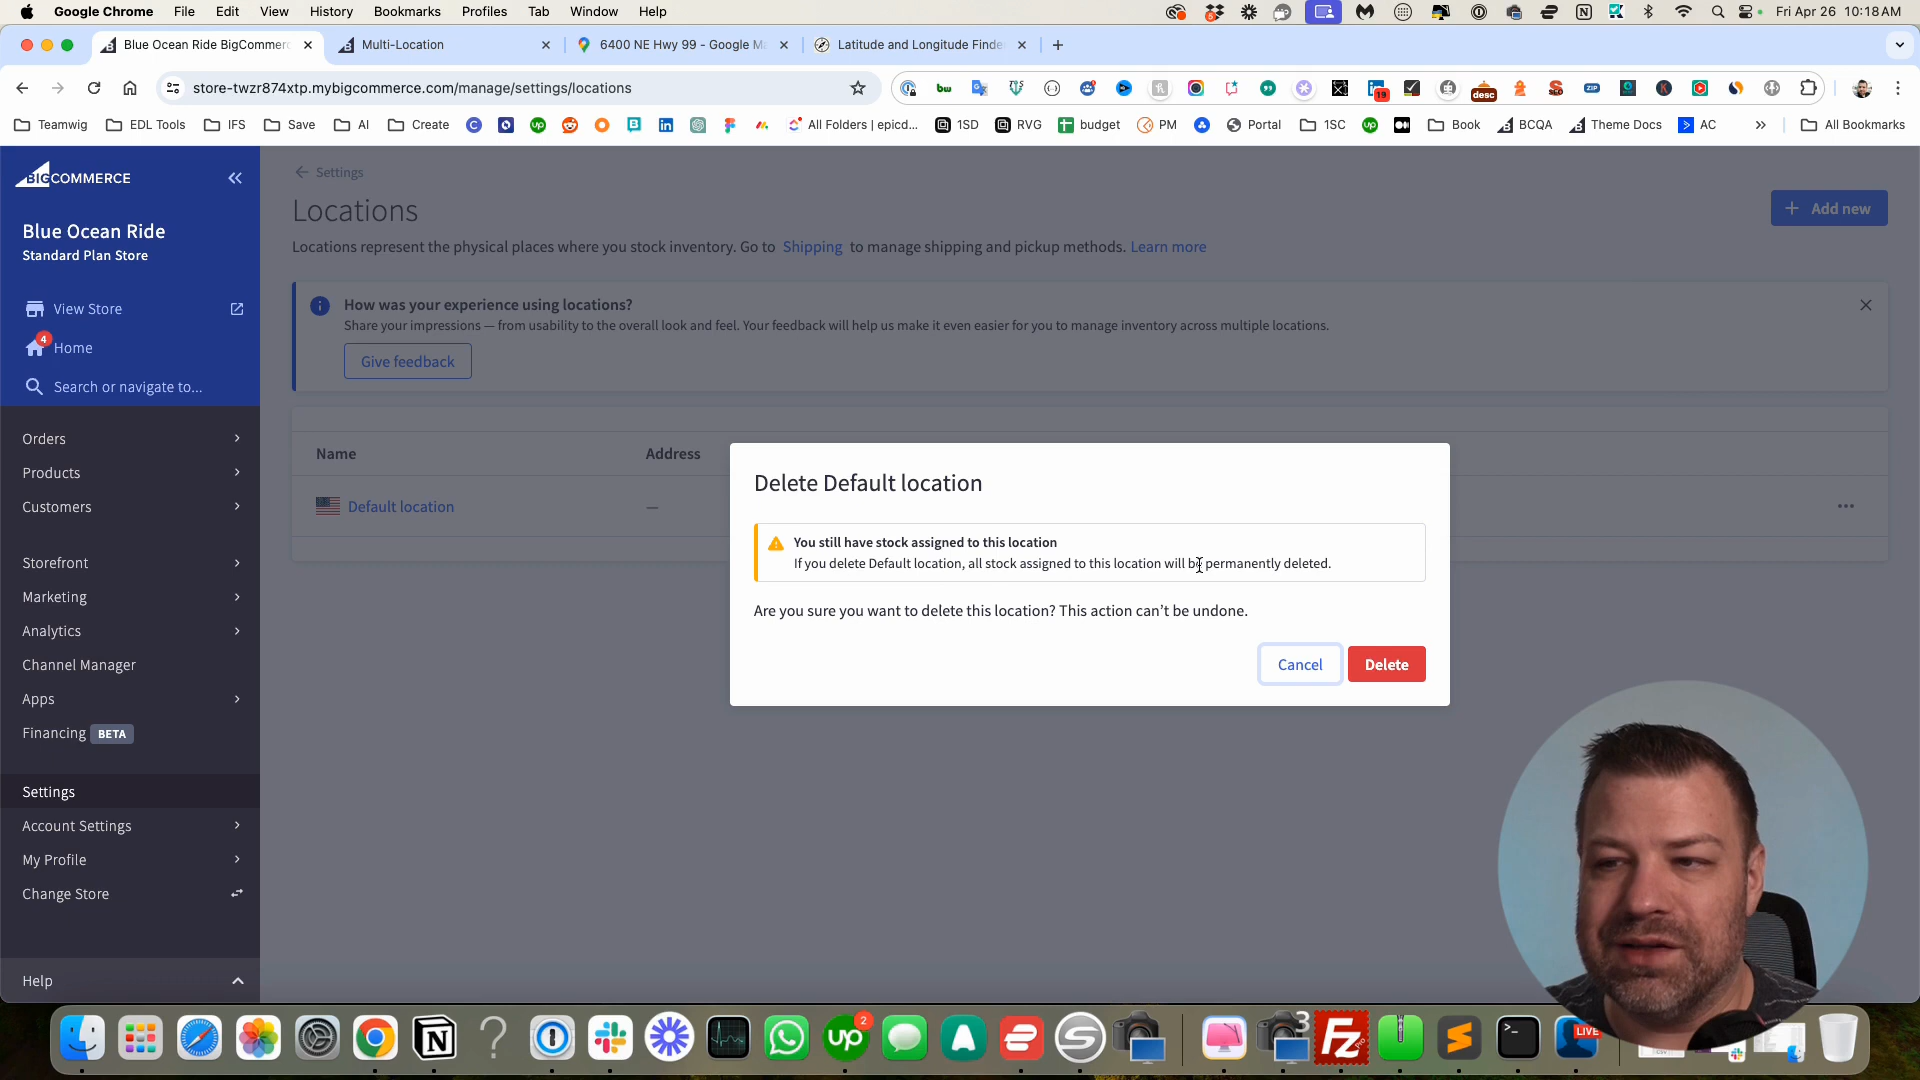 Google Chrome File Edit View History Bookmarks Profiles Tab Window Help Fri Apr 26 10:18 AM
Blue Ocean Ride BigCommerc Multi-Location 6400 NE Hwy 99 - Google M Latitude and Longitude Finde
store-twzr874xtp.mybigcommerce.com/manage/settings/locations
Teamwig EDL Tools IFS Save AI Create All Folders | epicd... 1SD RVG budget PM Portal 1SC Book BCQA Theme Docs AC All Bookmarks
BIGCOMMERCE
Blue Ocean Ride
Standard Plan Store
View Store
4
Home
Search or navigate to...
Orders
Products
Customers
Storefront
Marketing
Analytics
Channel Manager
Apps
Financing BETA
Settings
Account Settings
My Profile
Change Store
Help
Settings
Locations
Add new
Locations represent the physical places where you stock inventory. Go to Shipping to manage shipping and pickup methods. Learn more
How was your experience using locations?
Share your impressions — from usability to the overall look and feel. Your feedback will help us make it even easier for you to manage inventory across multiple locations.
Give feedback
Name Address
Default location —
Delete Default location
You still have stock assigned to this location
If you delete Default location, all stock assigned to this location will be permanently deleted.
Are you sure you want to delete this location? This action can't be undone.
Cancel Delete
2
3
LIVE